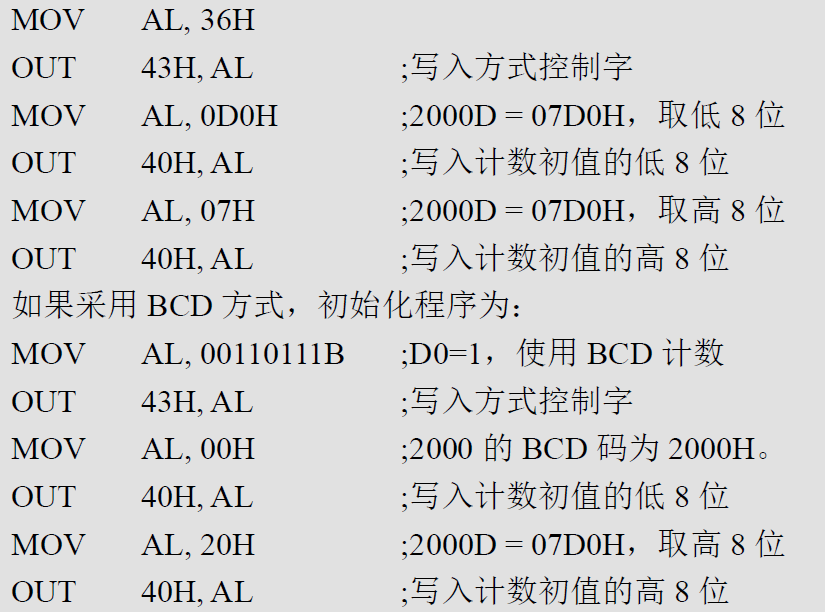 MOV AL, 36H
OUT 43H, AL ;写入方式控制字
MOV AL, 0D0H ;2000D = 07D0H，取低 8 位
OUT 40H, AL ;写入计数初值的低 8 位
MOV AL, 07H ;2000D = 07D0H，取高 8 位
OUT 40H, AL ;写入计数初值的高 8 位
如果采用 BCD 方式，初始化程序为：
MOV AL, 00110111B ;D0=1，使用 BCD 计数
OUT 43H, AL ;写入方式控制字
MOV AL, 00H ;2000 的 BCD 码为 2000H。
OUT 40H, AL ;写入计数初值的低 8 位
MOV AL, 20H ;2000D = 07D0H，取高 8 位
OUT 40H, AL ;写入计数初值的高 8 位